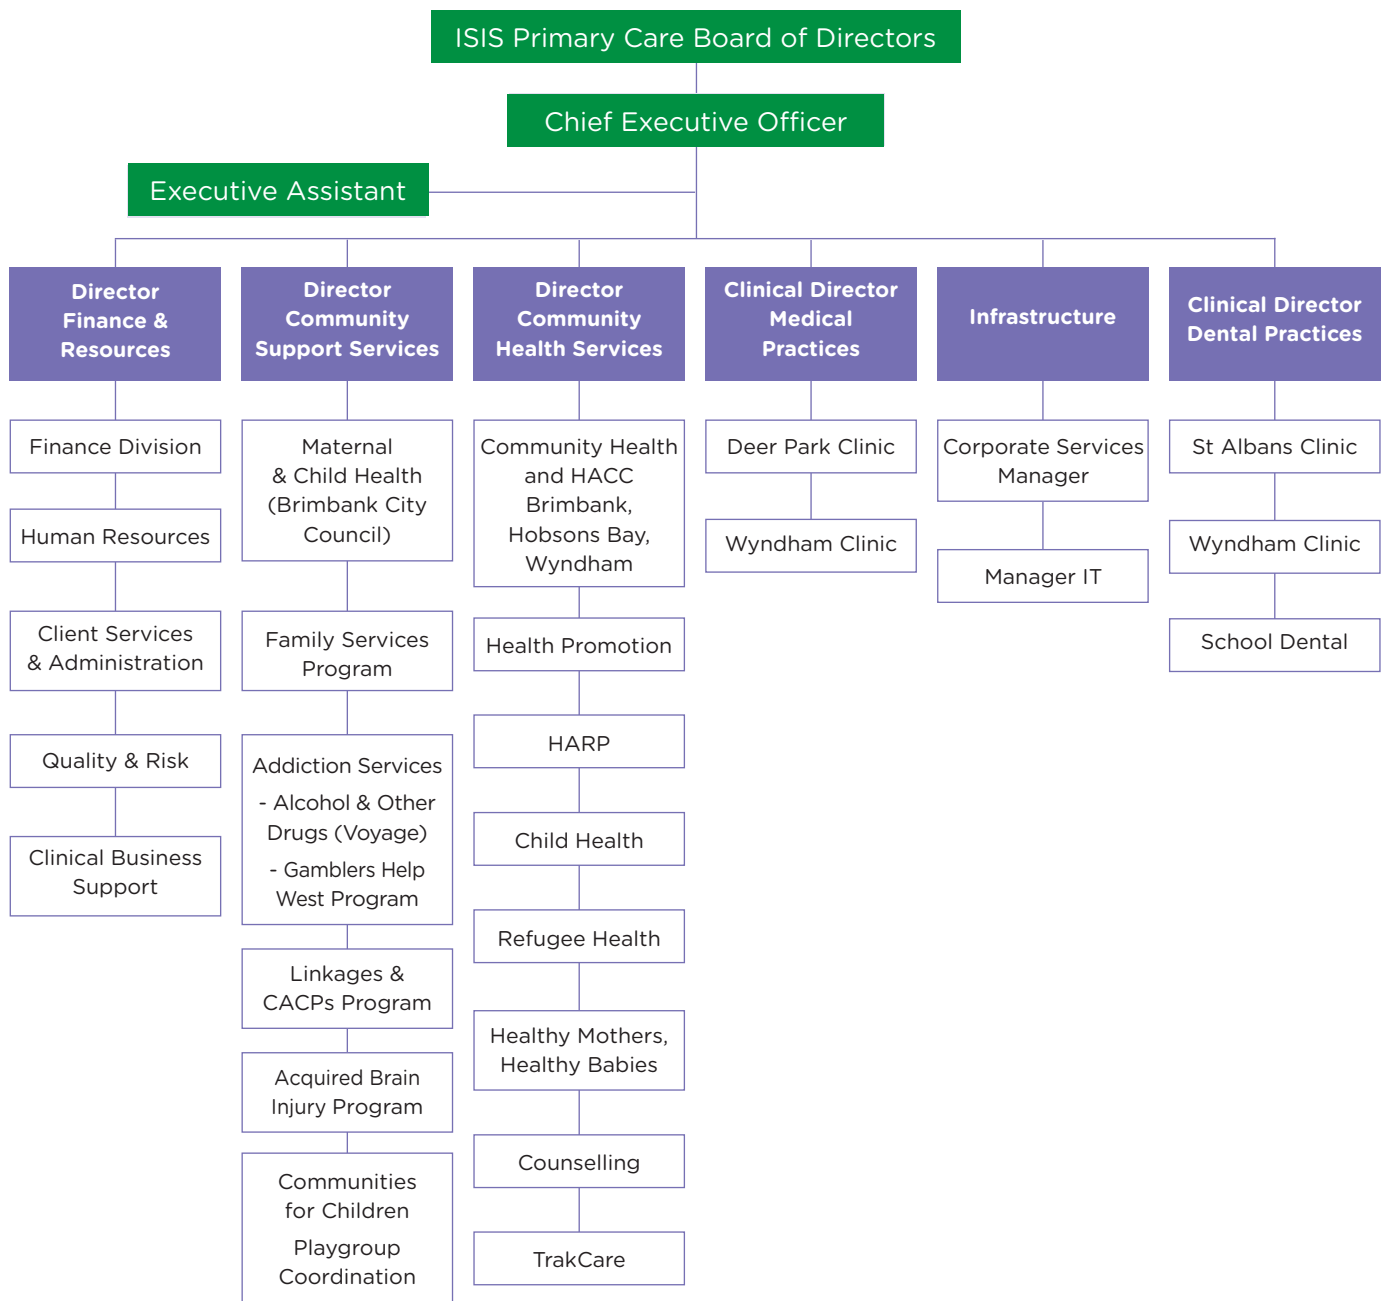 ISIS Primary Care Board of Directors
Chief Executive Officer
Executive Assistant
Director
Finance &
Resources
Finance Division
Human Resources
Client Services
& Administration
Quality & Risk
Clinical Business
Support
Director
Community
Support Services
Maternal
& Child Health
(Brimbank City
Council)
Family Services
Program
Addiction Services
- Alcohol & Other
Drugs (Voyage)
- Gamblers Help
West Program
Linkages &
CACPs Program
Acquired Brain
Injury Program
Communities
for Children
Playgroup
Coordination
Director
Community
Health Services
Community Health
and HACC
Brimbank,
Hobsons Bay,
Wyndham
Health Promotion
HARP
Child Health
Refugee Health
Healthy Mothers,
Healthy Babies
Counselling
TrakCare
Clinical Director
Medical
Practices
Deer Park Clinic
Wyndham Clinic
Infrastructure
Corporate Services
Manager
Manager IT
Clinical Director
Dental Practices
St Albans Clinic
Wyndham Clinic
School Dental